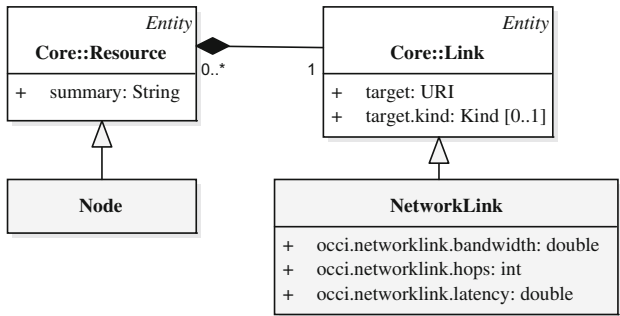 Entity
Core::Resource
+ summary: String
0..*
1
Entity
Core::Link
+ target: URI
+ target.kind: Kind [0..1]
Node
NetworkLink
+ occi.networklink.bandwidth: double
+ occi.networklink.hops: int
+ occi.networklink.latency: double